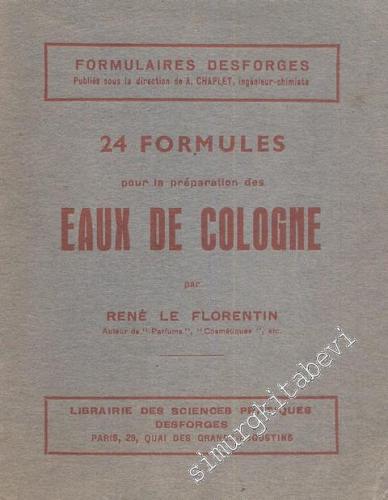 FORMULAIRES DESFORGES
Publiés sous la direction de A. CHAPLET, ingénieur-chimiste
24 FORMULES
pour la préparation des
EAUX DE COLOGNE
par
RENÉ LE FLORENTIN
Auteur de "Parfums", "Cosmétiques", etc.
LIBRAIRIE DES SCIENCES PRATIQUES
DESFORGES
PARIS, 29, QUAI DES GRANDS-AUGUSTINS
simurgkitabevi